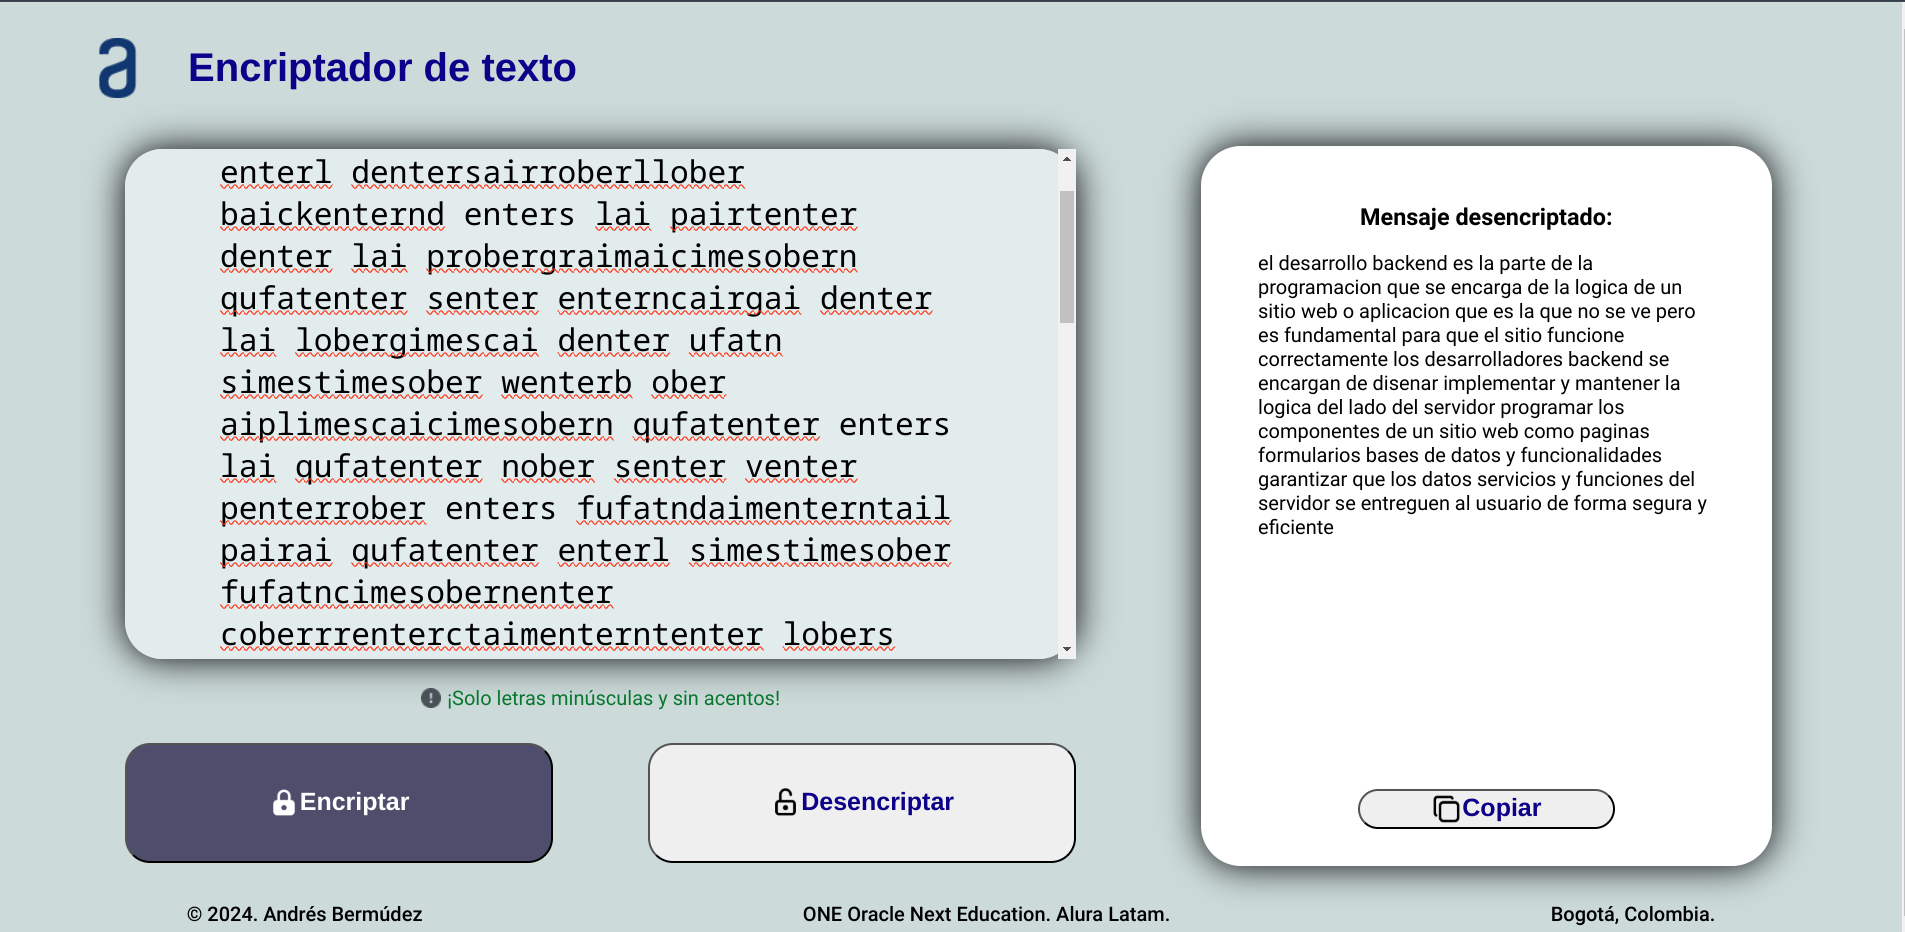 a
Encriptador de texto
enterl dentersairroberllober
baickenternd enters lai pairtenter
denter lai probergraimaicimesobern
qufatenter senter enterncairgai denter
lai lobergimescai denter ufatn
simestimesober wenterb ober
aiplimescaicimesobern qufatenter enters
lai qufatenter nober senter venter
penterrober enters fufatndaimenterntail
pairai qufatenter enterl simestimesober
fufatncimesobernenter
coberrrenterctaimenterntenter lobers
¡Solo letras minúsculas y sin acentos!
Encriptar
Desencriptar
Mensaje desencriptado:
el desarrollo backend es la parte de la
programacion que se encarga de la logica de un
sitio web o aplicacion que es la que no se ve pero
es fundamental para que el sitio funcione
correctamente los desarrolladores backend se
encargan de disenar implementar y mantener la
logica del lado del servidor programar los
componentes de un sitio web como paginas
formularios bases de datos y funcionalidades
garantizar que los datos servicios y funciones del
servidor se entreguen al usuario de forma segura y
eficiente
Copiar
© 2024. Andrés Bermúdez
ONE Oracle Next Education. Alura Latam.
Bogotá, Colombia.